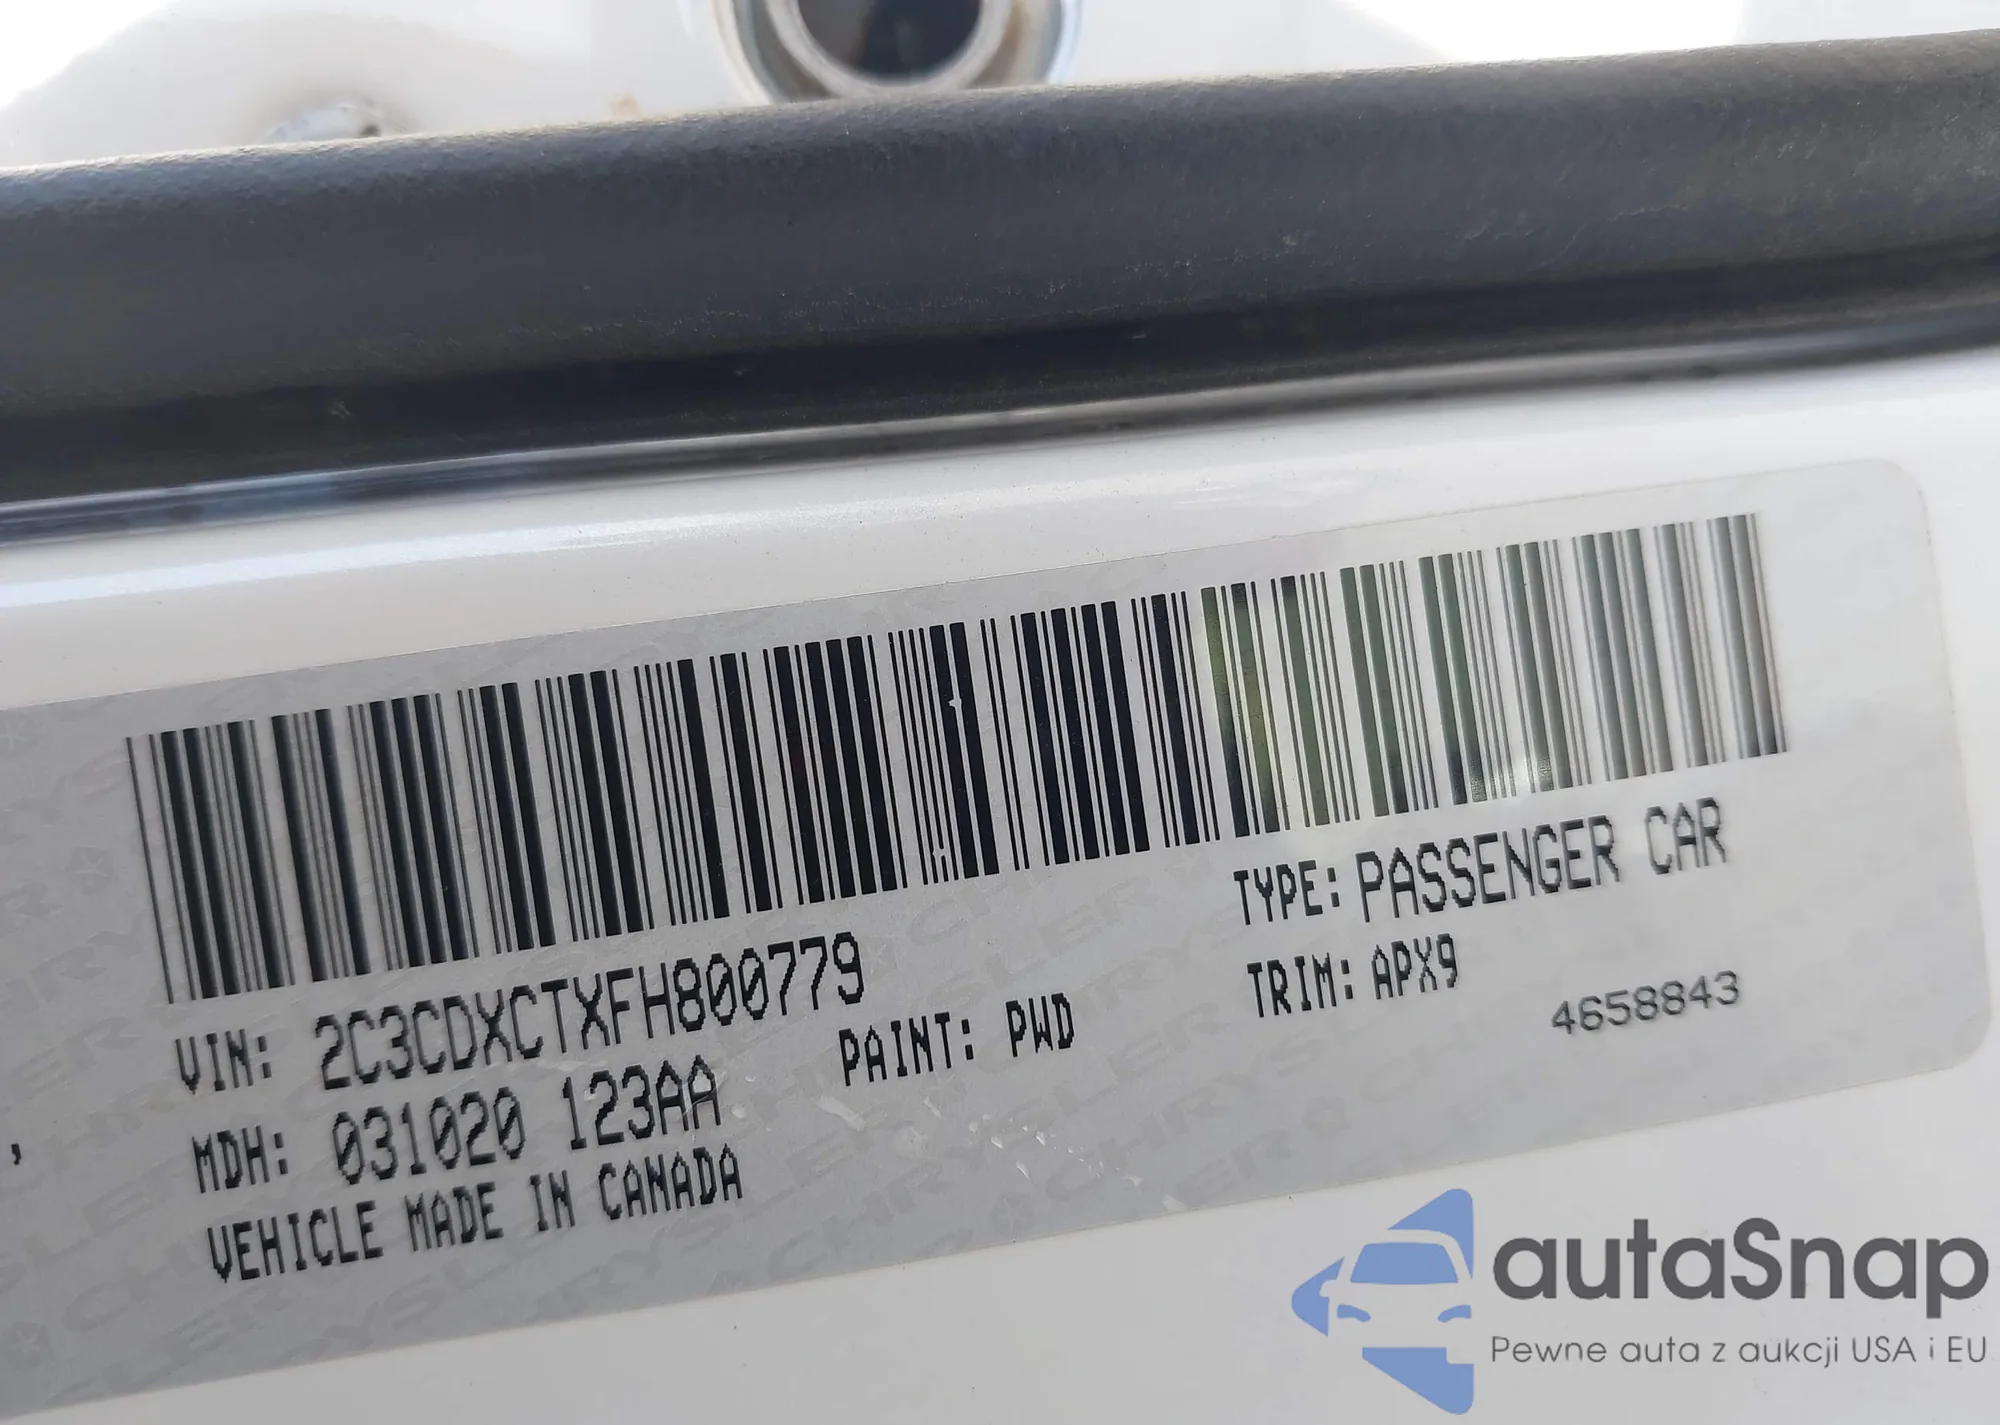 VIN: 2C3CDXCTXFH800779
TYPE: PASSENGER CAR
MDH: 031020 123AA
PAINT: PWD
TRIM: APX9
VEHICLE MADE IN CANADA
4658843
autaSnap
Pewne auta z aukcji USA i EU